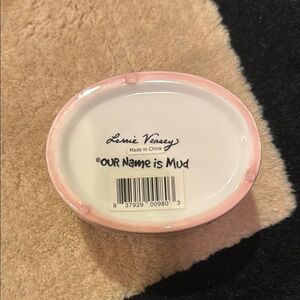 Lorrie Veasey
Made in China
©OUR Name is Mud
8 37929 00980 3